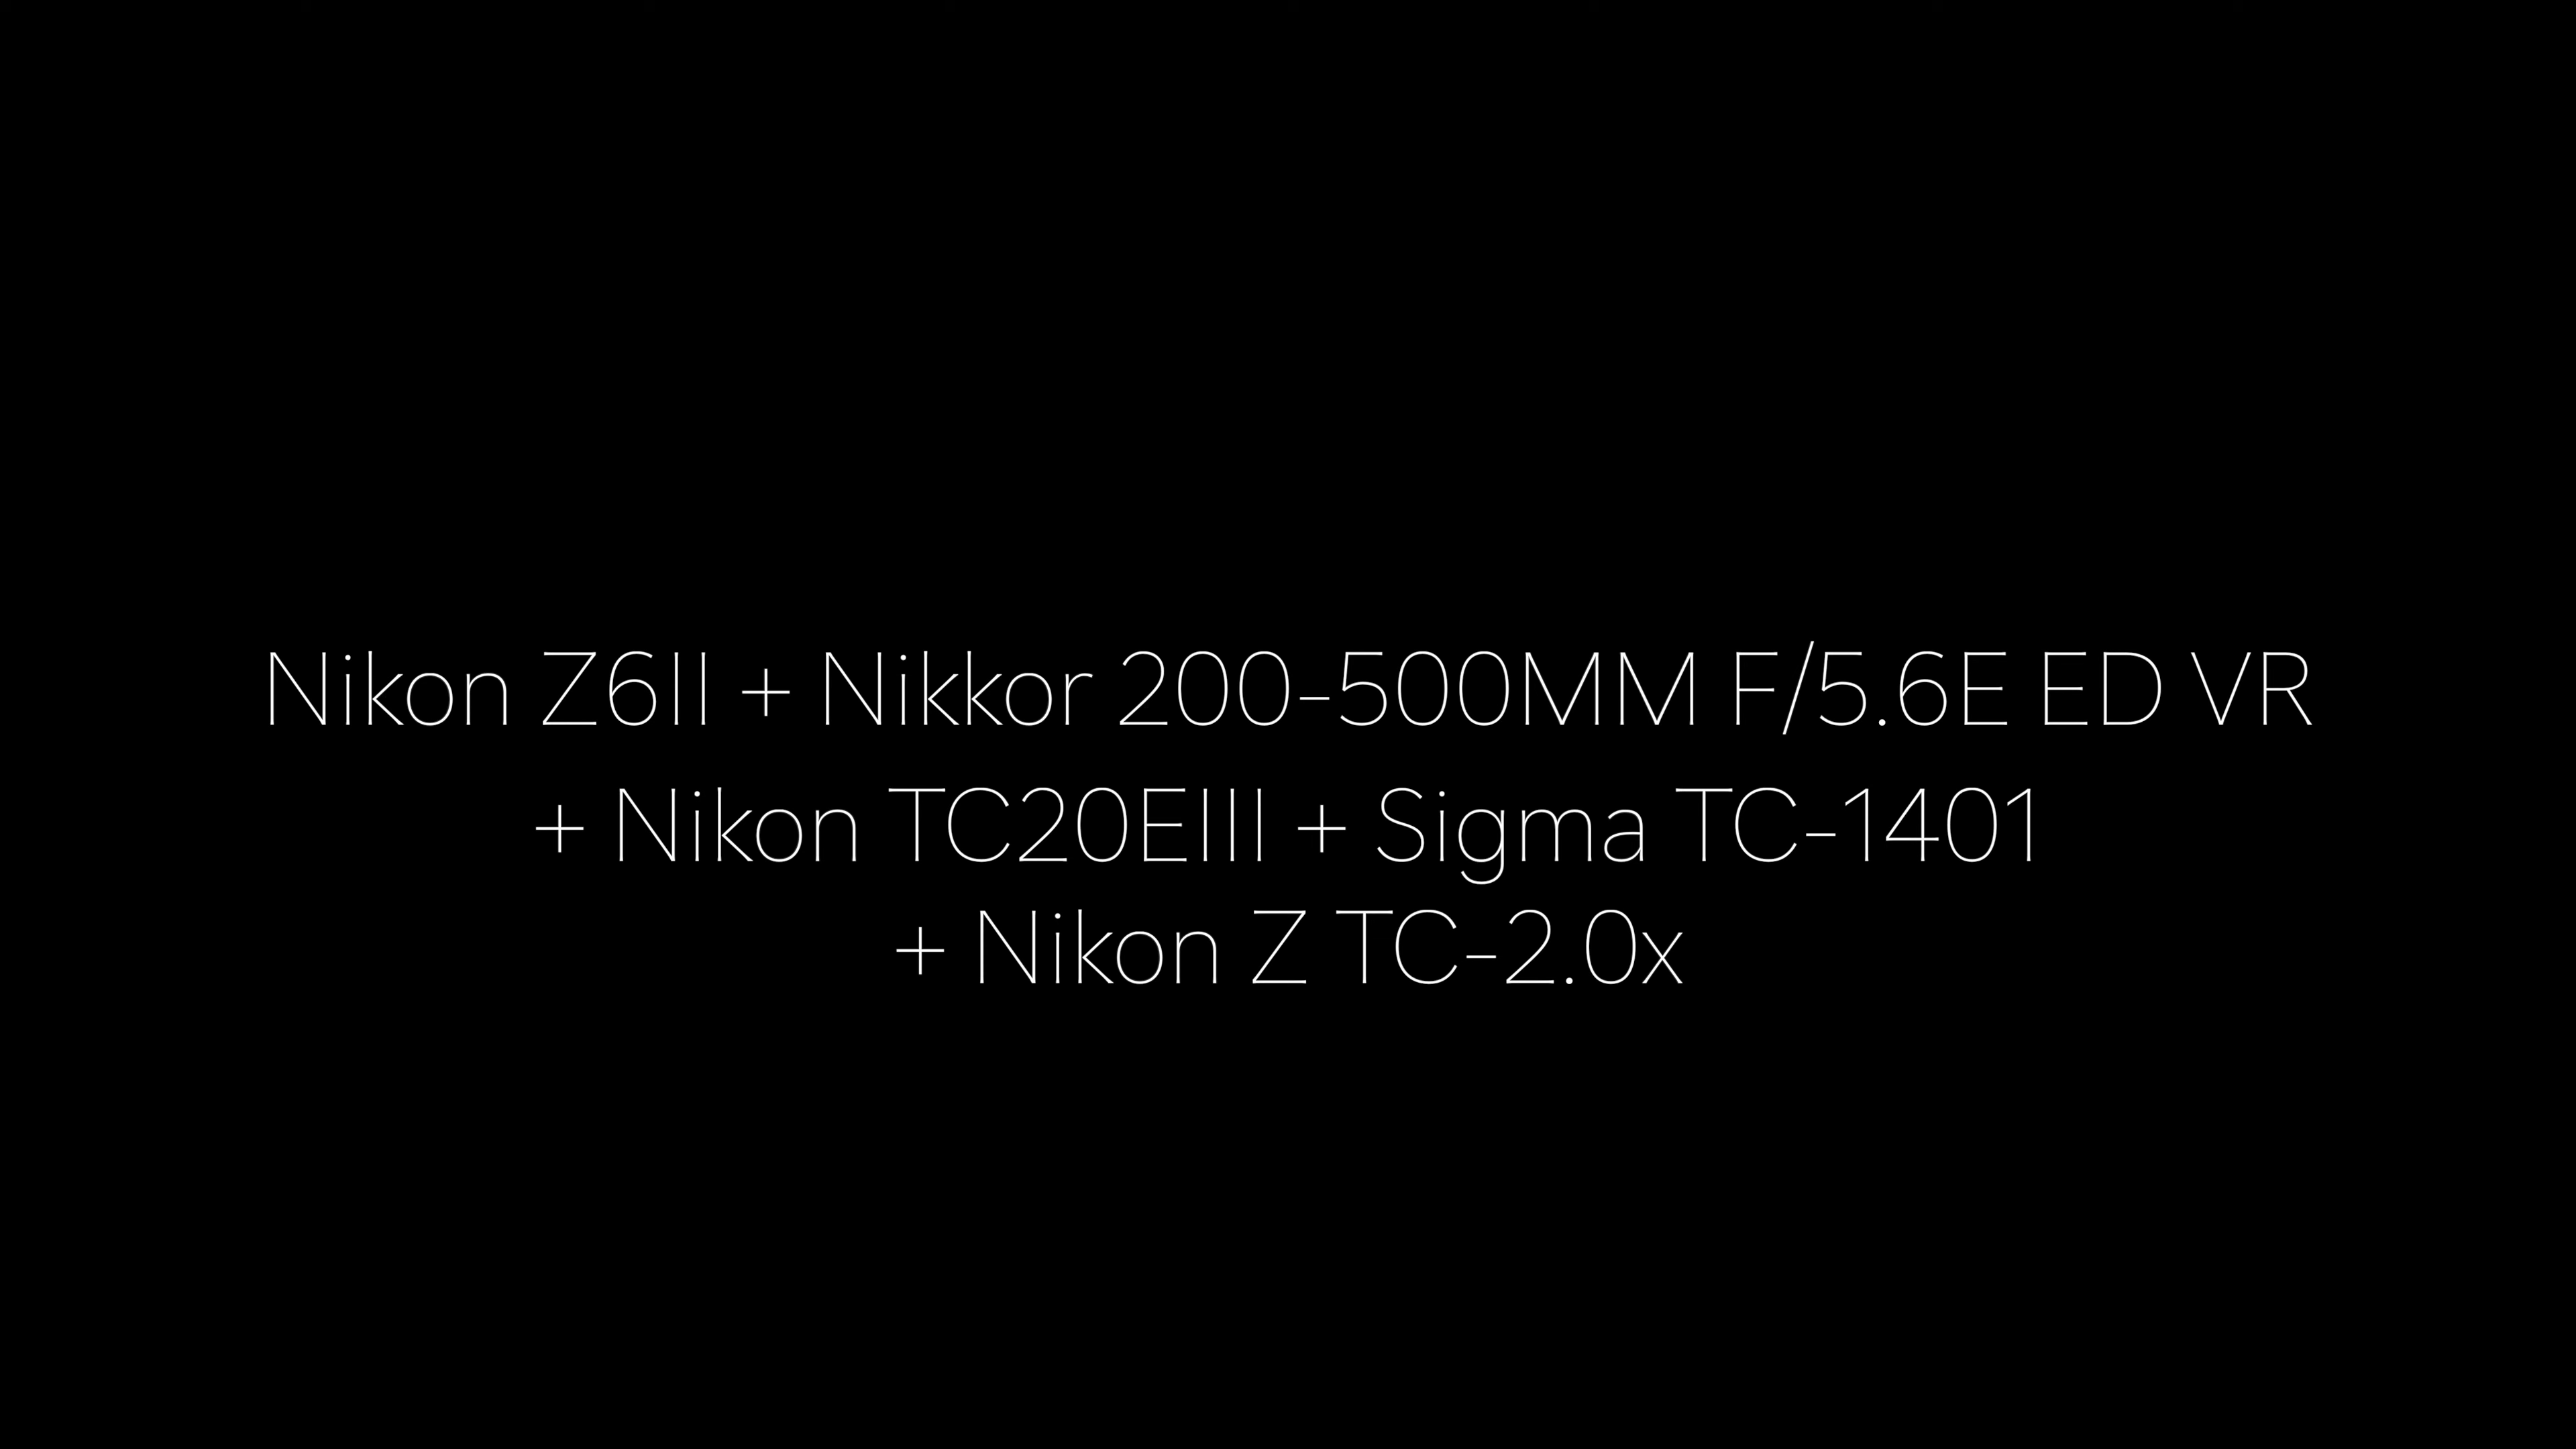 Nikon Z6II + Nikkor 200-500MM F/5.6E ED VR
+ Nikon TC20EIII + Sigma TC-1401
+ Nikon Z TC-2.0x